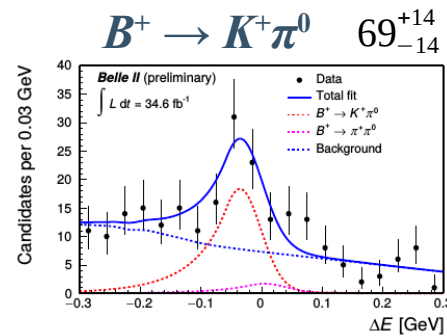 B⁺ → K⁺π⁰ 69⁺¹⁴₋₁₄
Candidates per 0.03 GeV
40
35
30
25
20
15
10
5
0
Belle II (preliminary)
∫ L dt = 34.6 fb⁻¹
Data
Total fit
B⁺ → K⁺π⁰
B⁺ → π⁺π⁰
Background
−0.3 −0.2 −0.1 0 0.1 0.2 0.3
ΔE [GeV]